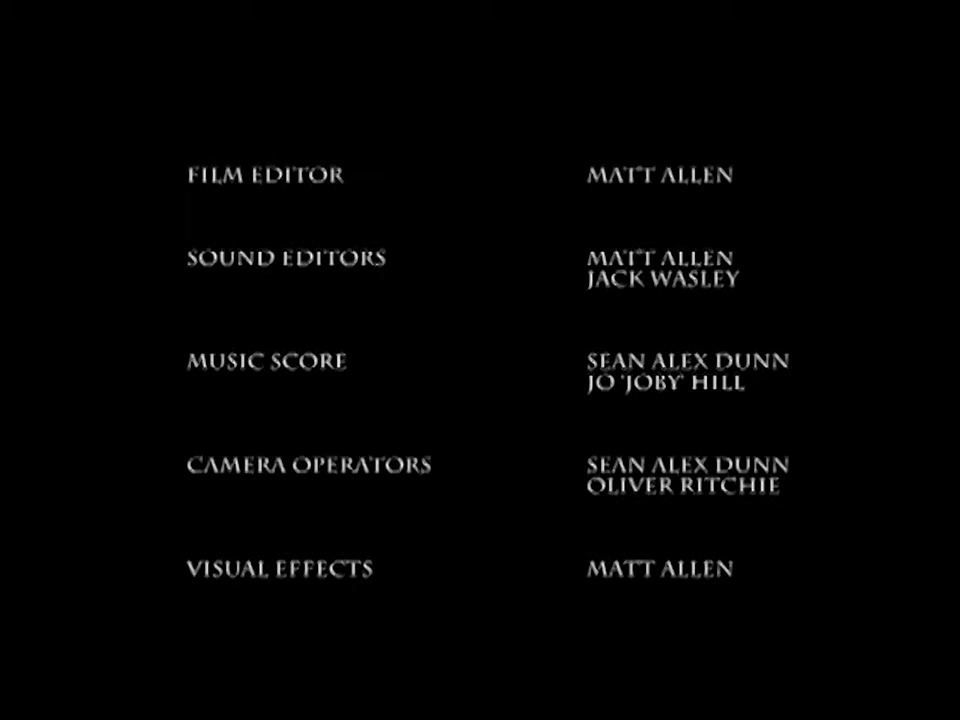 FILM EDITOR MATT ALLEN
SOUND EDITORS MATT ALLEN
JACK WASLEY
MUSIC SCORE SEAN ALEX DUNN
JO 'JOBY' HILL
CAMERA OPERATORS SEAN ALEX DUNN
OLIVER RITCHIE
VISUAL EFFECTS MATT ALLEN